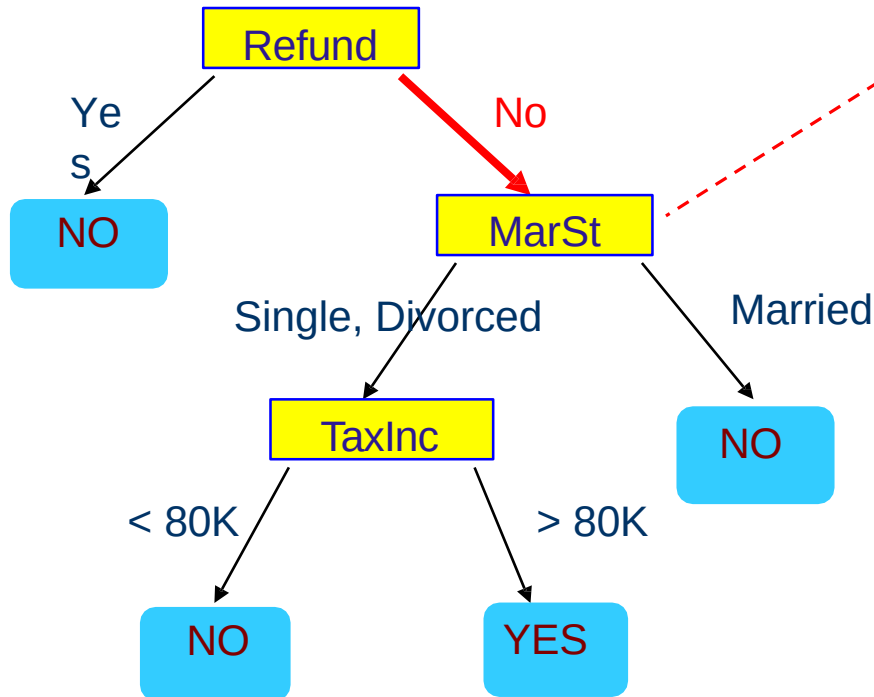 Refund
Ye
s
No
NO
MarSt
Single, Divorced
Married
TaxInc
NO
< 80K
> 80K
NO
YES